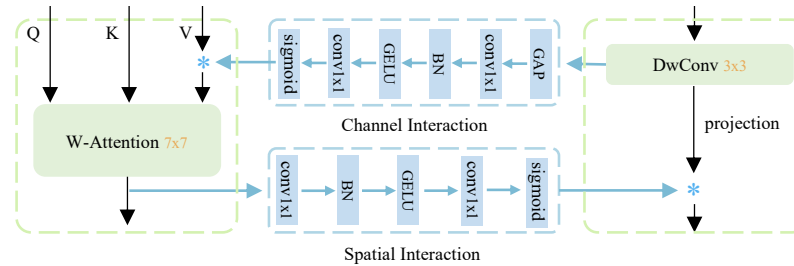 Q
K
V
*
sigmoid
conv1x1
GELU
BN
conv1x1
GAP
DwConv 3x3
Channel Interaction
projection
W-Attention 7x7
conv1x1
BN
GELU
conv1x1
sigmoid
*
Spatial Interaction